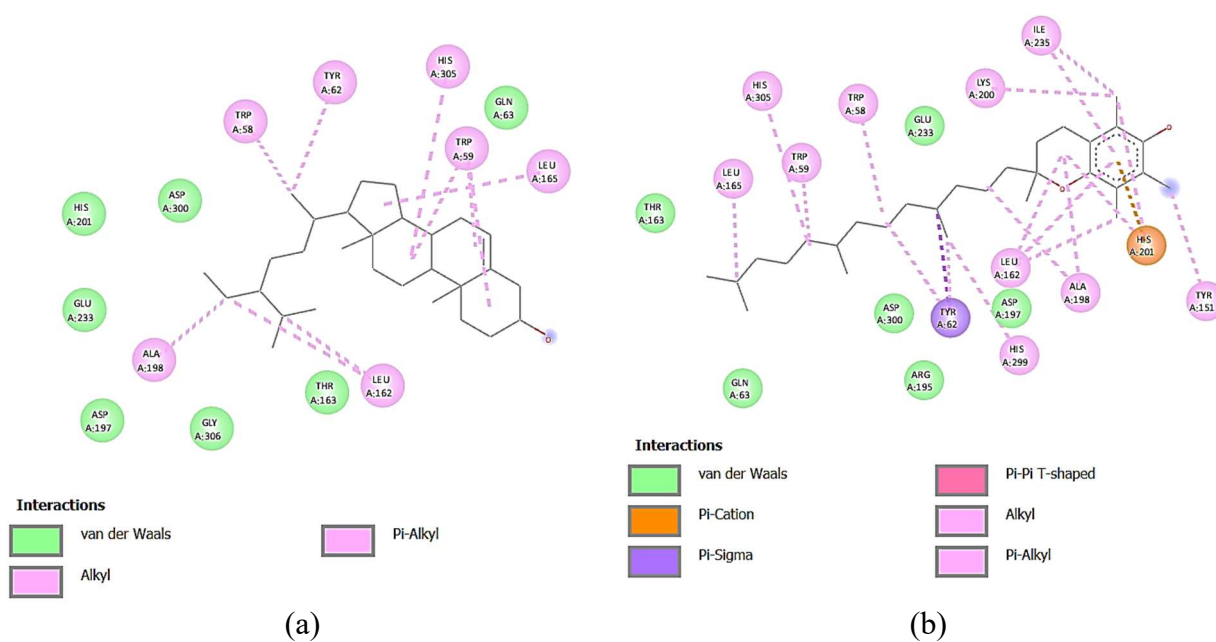 HIS
A:305
TYR
A:62
GLN
A:63
TRP
A:58
TRP
A:59
LEU
A:165
ASP
A:300
HIS
A:201
GLU
A:233
ALA
A:198
THR
A:163
LEU
A:162
ASP
A:197
GLY
A:306
O
Interactions
van der Waals
Pi-Alkyl
Alkyl
(a)
ILE
A:235
HIS
A:305
LYS
A:200
TRP
A:58
GLU
A:233
TRP
A:59
LEU
A:165
THR
A:163
O
O
HIS
A:201
LEU
A:162
ALA
A:198
TYR
A:151
ASP
A:300
TYR
A:62
ASP
A:197
HIS
A:299
ARG
A:195
GLN
A:63
Interactions
van der Waals
Pi-Pi T-shaped
Pi-Cation
Alkyl
Pi-Sigma
Pi-Alkyl
(b)